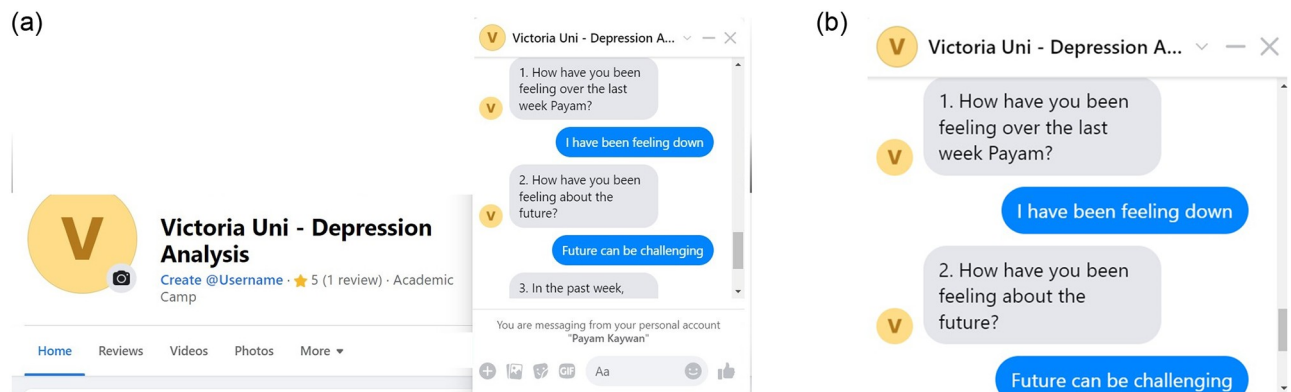 (a)
V
Victoria Uni - Depression
Analysis
Create @Username · 5 (1 review) · Academic
Camp
Home Reviews Videos Photos More
V Victoria Uni - Depression A...
1. How have you been
feeling over the last
week Payam?
V
I have been feeling down
2. How have you been
feeling about the
future?
V
Future can be challenging
3. In the past week,
You are messaging from your personal account
"Payam Kaywan"
GIF Aa
(b)
V Victoria Uni - Depression A...
1. How have you been
feeling over the last
week Payam?
V
I have been feeling down
2. How have you been
feeling about the
future?
V
Future can be challenging